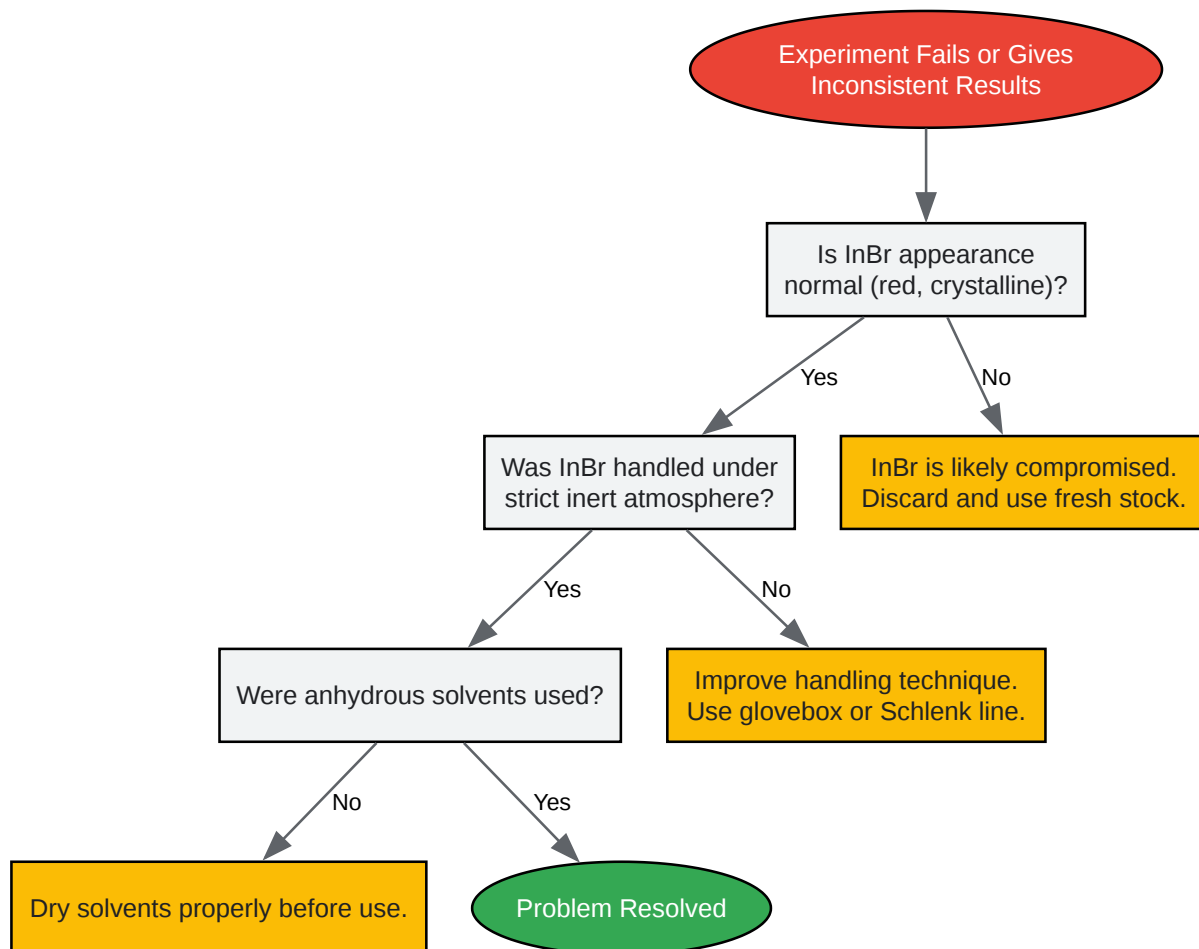 Experiment Fails or Gives
Inconsistent Results
Is InBr appearance
normal (red, crystalline)?
Yes
No
Was InBr handled under
strict inert atmosphere?
InBr is likely compromised.
Discard and use fresh stock.
Yes
No
Were anhydrous solvents used?
Improve handling technique.
Use glovebox or Schlenk line.
No
Yes
Dry solvents properly before use.
Problem Resolved